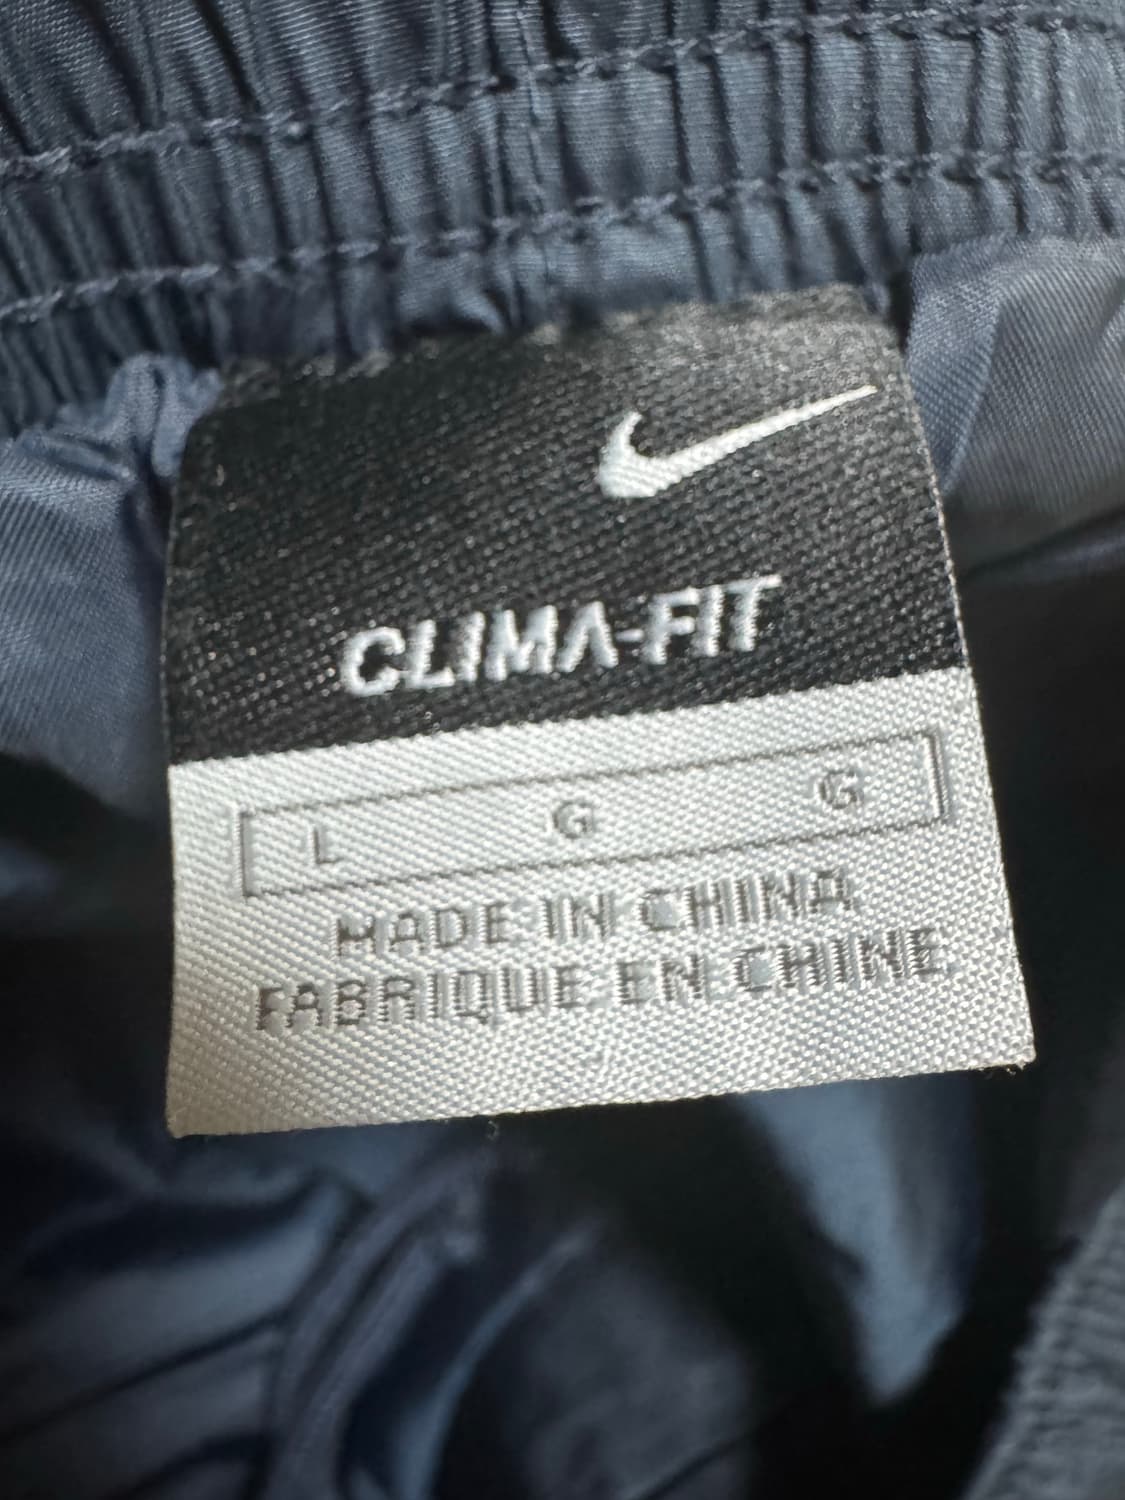 CLIMA-FIT
L G G
MADE IN CHINA
FABRIQUE EN CHINE